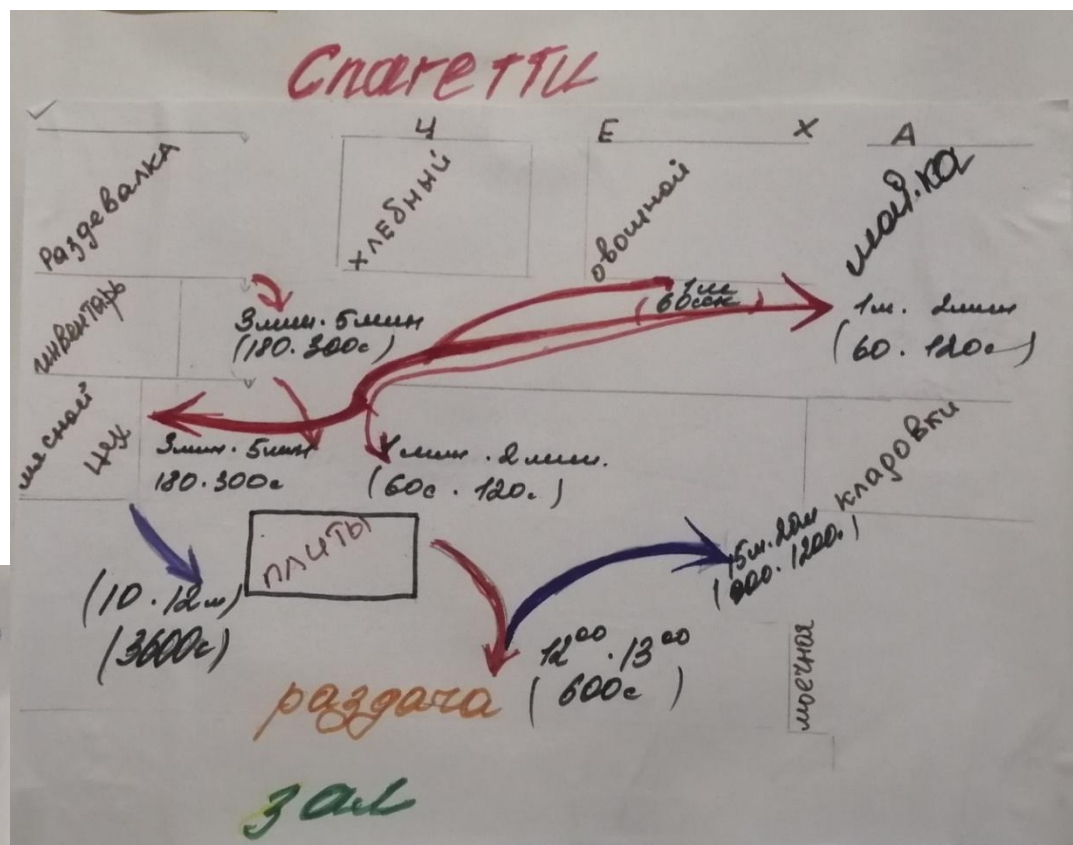 Спагетти
Ц Е Х А
Раздевалка
хлебный
овощной
мойка
инвентарь
3мин. 5мин
(180. 300с)
1м
(60сек)
1м. 2мин
(60. 120с)
мясной
цех
3мин. 5мин
180. 300с
1мин. 2мин.
(60с. 120с)
кладовки
плиты
(10. 12м)
(3600с)
15м. 20м
(900. 1200с)
12⁰⁰. 13⁰⁰
(600с)
раздача
моечная
зал